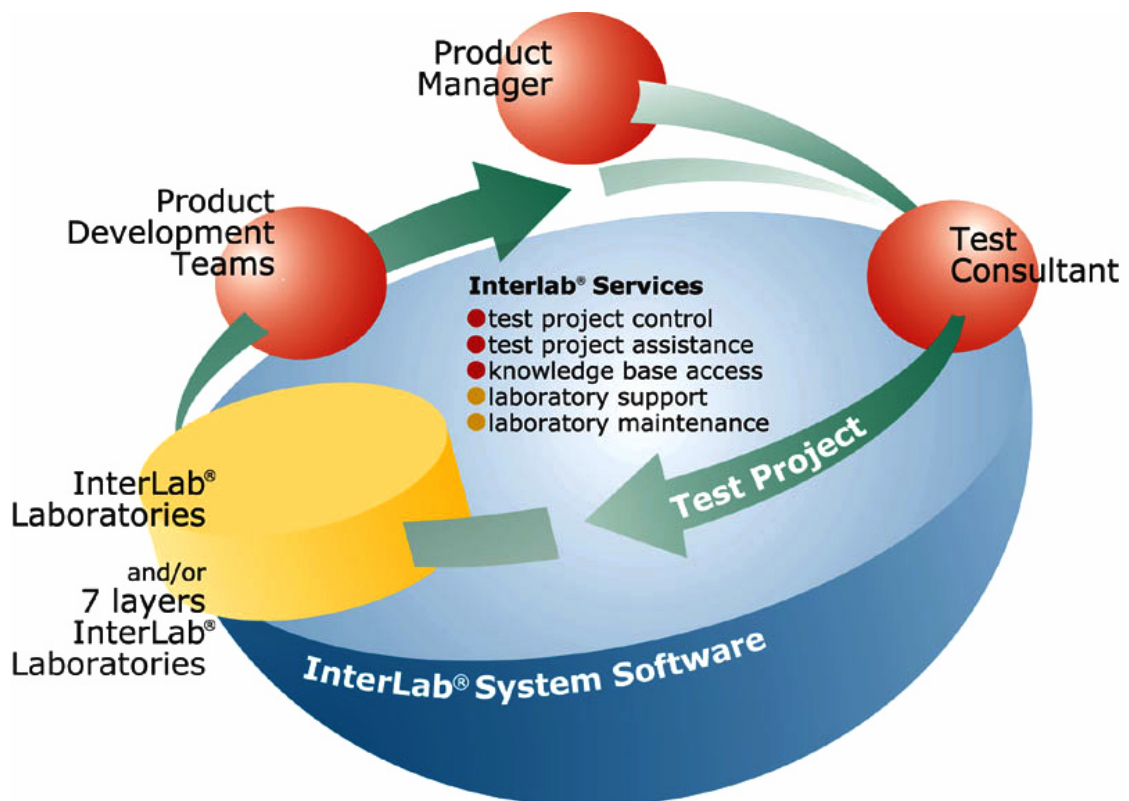 Product
Manager
Product
Development
Teams
Test
Consultant
Interlab® Services
test project control
test project assistance
knowledge base access
laboratory support
laboratory maintenance
Test Project
InterLab®
Laboratories
and/or
7 layers
InterLab®
Laboratories
InterLab® System Software